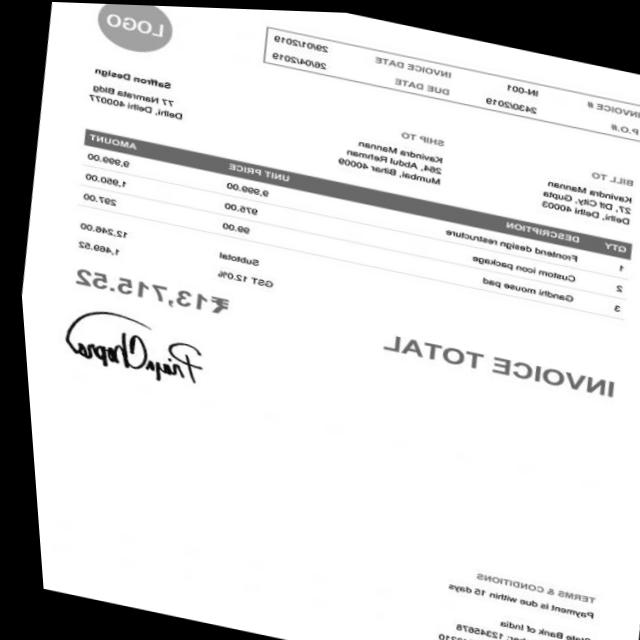 LOGO
Saffron Design
77 Namrata Bldg
Delhi, Delhi 400077
INVOICE # IN-001 INVOICE DATE 29/01/2019
P.O.# 2430/2019 DUE DATE 26/04/2019
BILL TO
Kavindra Mannan
27, Dlf City, Gupta
Delhi, Delhi 40003
SHIP TO
Kavindra Mannan
264, Abdul Rehman
Mumbai, Bihar 40009
QTY DESCRIPTION UNIT PRICE AMOUNT
1 Frontend design restructure 9,999.00 9,999.00
2 Custom icon package 975.00 1,950.00
3 Gandhi mouse pad 99.00 297.00
Subtotal 12,246.00
GST 12.0% 1,469.52
INVOICE TOTAL ₹13,715.52
Priya Chopra
TERMS & CONDITIONS
Payment is due within 15 days
State Bank of India
12345678